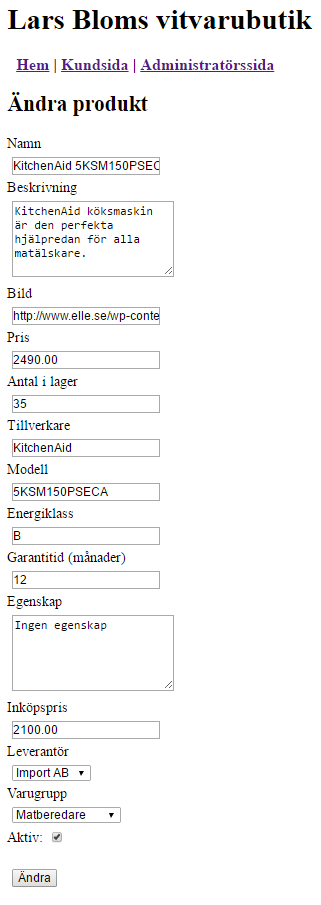 Lars Bloms vitvarubutik
Hem | Kundsida | Administratörssida
Ändra produkt
Namn
KitchenAid 5KSM150PSEC
Beskrivning
KitchenAid köksmaskin
är den perfekta
hjälpredan för alla
matälskare.
Bild
http://www.elle.se/wp-conte
Pris
2490.00
Antal i lager
35
Tillverkare
KitchenAid
Modell
5KSM150PSECA
Energiklass
B
Garantitid (månader)
12
Egenskap
Ingen egenskap
Inköpspris
2100.00
Leverantör
Import AB
Varugrupp
Matberedare
Aktiv:
Ändra